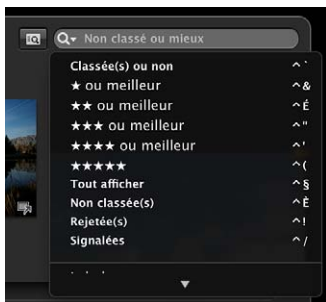 Non classé ou mieux
Classée(s) ou non ^`
★ ou meilleur ^&
★★ ou meilleur ^É
★★★ ou meilleur ^"
★★★★ ou meilleur ^'
★★★★★ ^(
Tout afficher ^§
Non classée(s) ^È
Rejetée(s) ^!
Signalées ^/